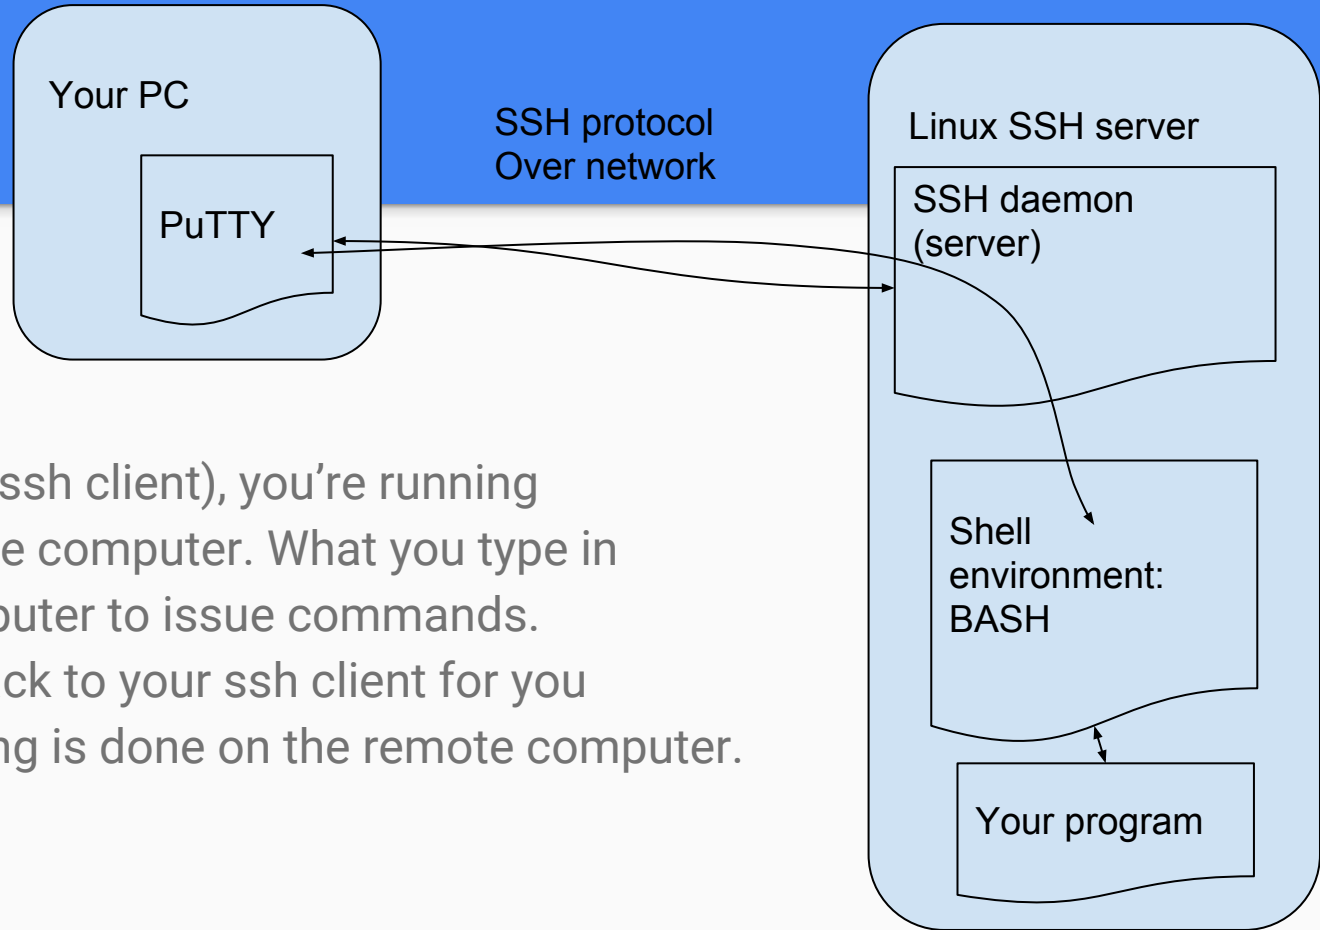 Your PC
PuTTY
SSH protocol
Over network
Linux SSH server
SSH daemon
(server)
ssh client), you’re running
e computer. What you type in
puter to issue commands.
ck to your ssh client for you
ng is done on the remote computer.
Shell
environment:
BASH
Your program